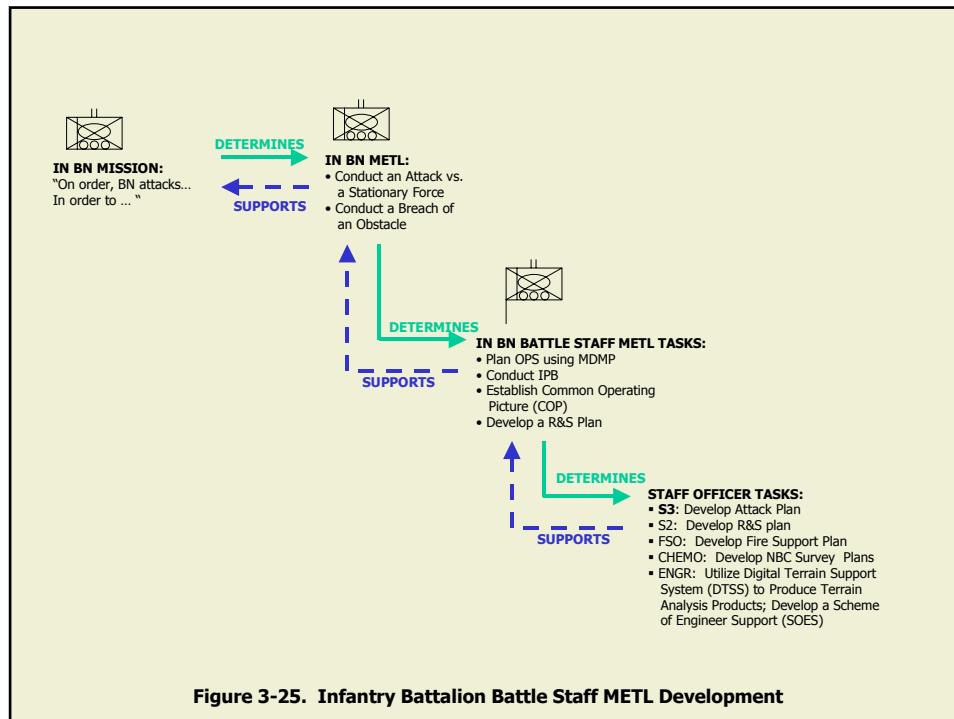 DETERMINES
IN BN MISSION:
“On order, BN attacks…
In order to … “
SUPPORTS
IN BN METL:
• Conduct an Attack vs.
a Stationary Force
• Conduct a Breach of
an Obstacle
DETERMINES
SUPPORTS
IN BN BATTLE STAFF METL TASKS:
• Plan OPS using MDMP
• Conduct IPB
• Establish Common Operating
Picture (COP)
• Develop a R&S Plan
DETERMINES
SUPPORTS
STAFF OFFICER TASKS:
▪ S3: Develop Attack Plan
▪ S2: Develop R&S plan
▪ FSO: Develop Fire Support Plan
▪ CHEMO: Develop NBC Survey Plans
▪ ENGR: Utilize Digital Terrain Support
System (DTSS) to Produce Terrain
Analysis Products; Develop a Scheme
of Engineer Support (SOES)
Figure 3-25. Infantry Battalion Battle Staff METL Development